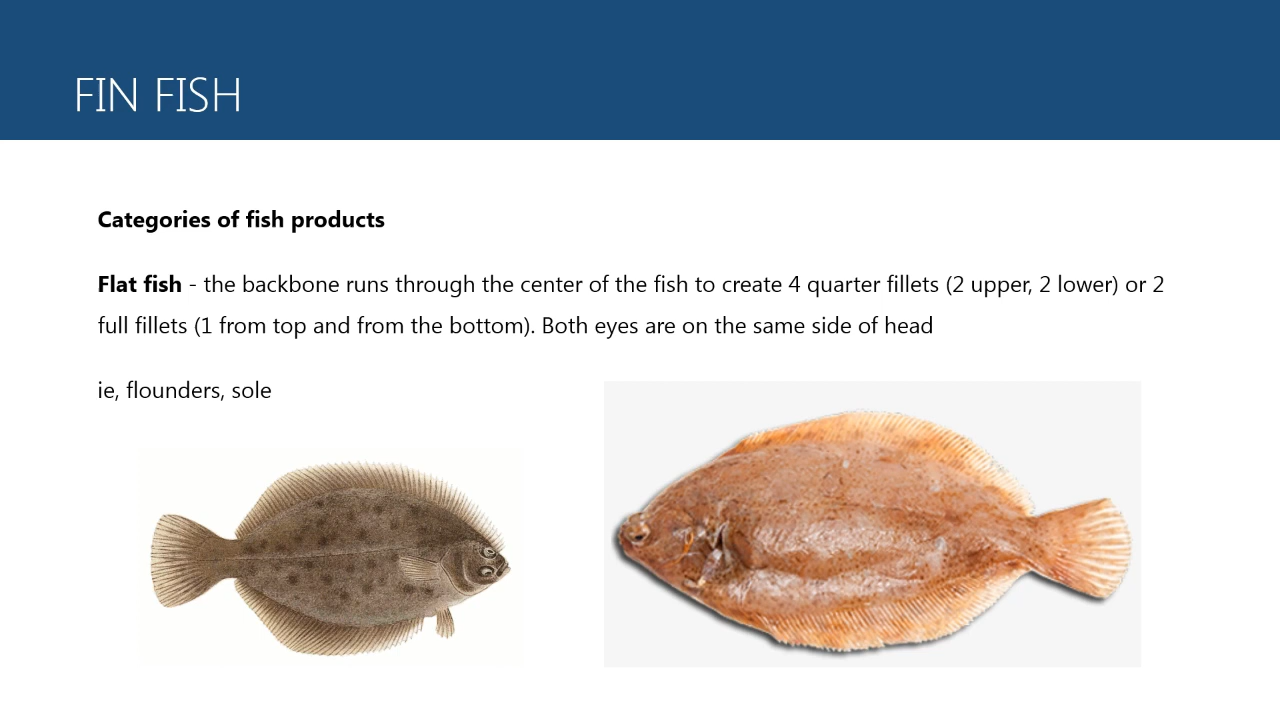 FIN FISH
Categories of fish products
Flat fish - the backbone runs through the center of the fish to create 4 quarter fillets (2 upper, 2 lower) or 2
full fillets (1 from top and from the bottom). Both eyes are on the same side of head
ie, flounders, sole